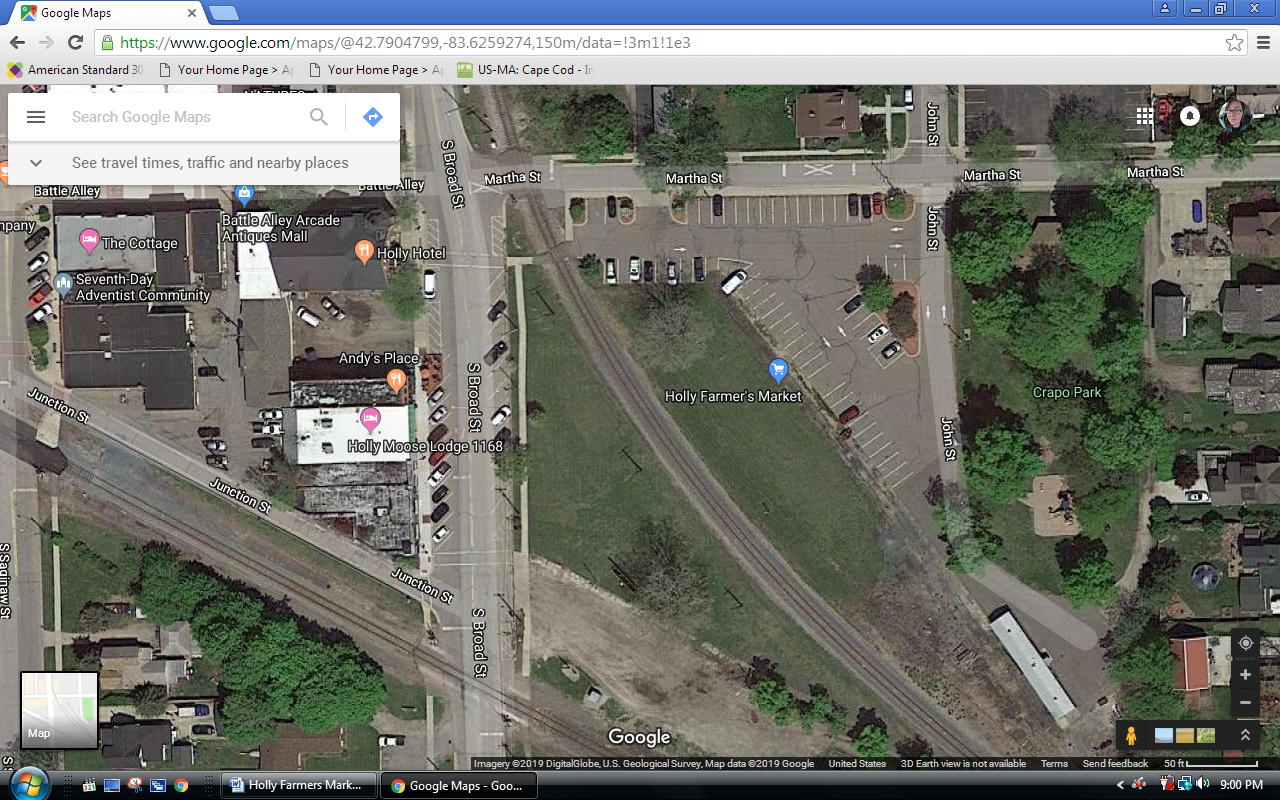 Google Maps
https://www.google.com/maps/@42.7904799,-83.6259274,150m/data=!3m1!1e3
American Standard 30
Your Home Page > Ap
Your Home Page > Ap
US-MA: Cape Cod - In
NATURES
Search Google Maps
See travel times, traffic and nearby places
Battle Alley
Battle Alley
S Broad St
Martha St
Martha St
John St
Martha St
Martha St
mpany
Battle Alley Arcade
Antiques Mall
The Cottage
Holly Hotel
John St
Seventh-Day
Adventist Community
Andy's Place
S Broad St
Holly Farmer's Market
Crapo Park
Junction St
Holly Moose Lodge 1168
John St
Junction St
S Saginaw St
Junction St
S Broad St
S S
Map
Google
Imagery ©2019 DigitalGlobe, U.S. Geological Survey, Map data ©2019 Google
United States
3D Earth view is not available
Terms
Send feedback
50 ft
Holly Farmers Mark...
Google Maps - Goo...
9:00 PM